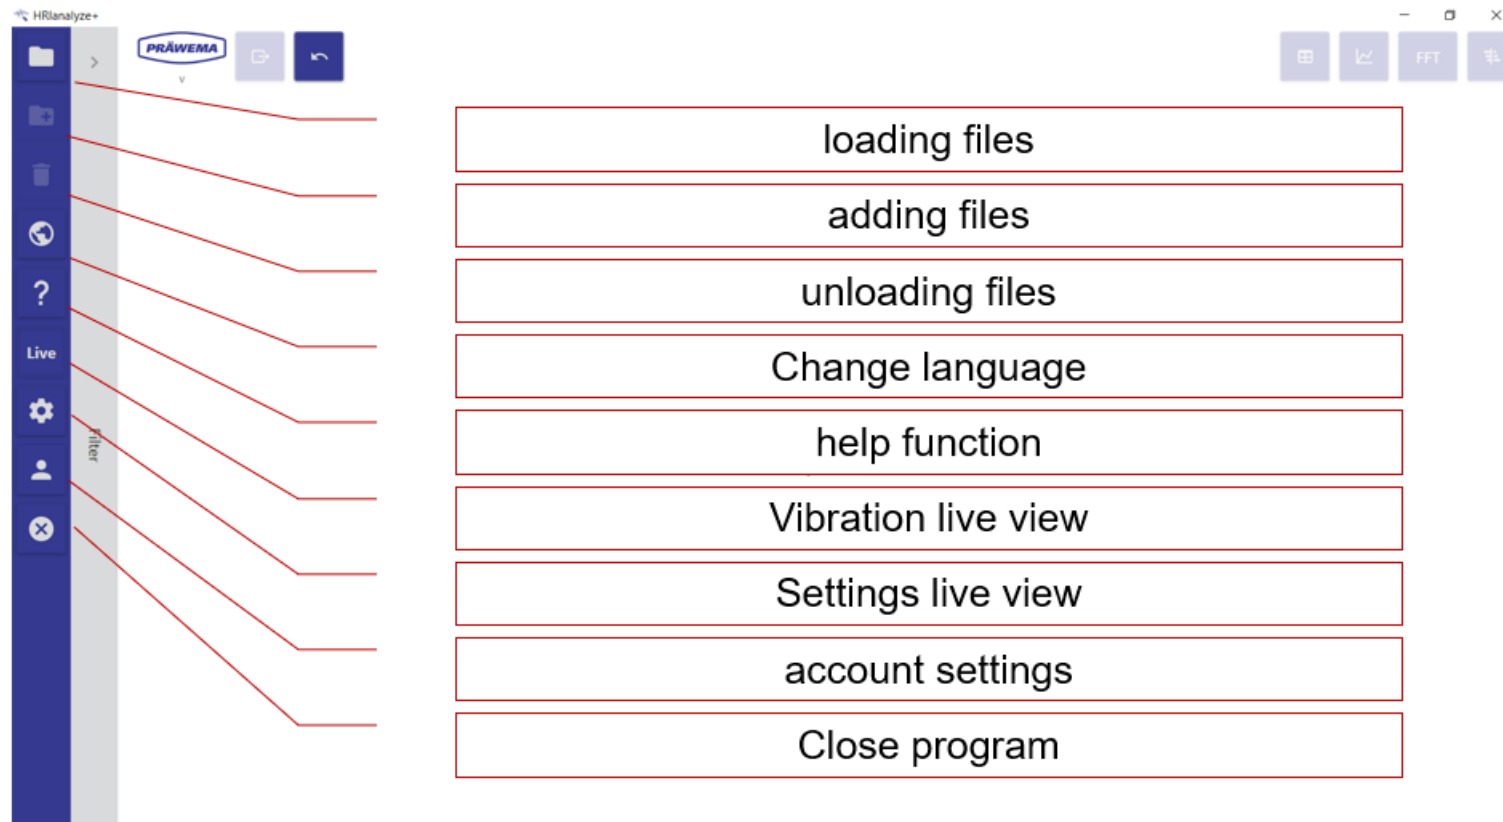 HRIanalyze+
PRÄWEMA
v
FFT
loading files
adding files
unloading files
Change language
help function
Live
Vibration live view
Filter
Settings live view
account settings
Close program